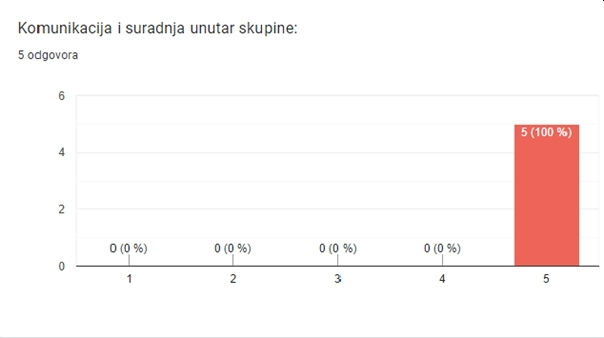 Komunikacija i suradnja unutar skupine:
5 odgovora
6
4
2
0
0 (0 %) 0 (0 %) 0 (0 %) 0 (0 %) 5 (100 %)
1 2 3 4 5